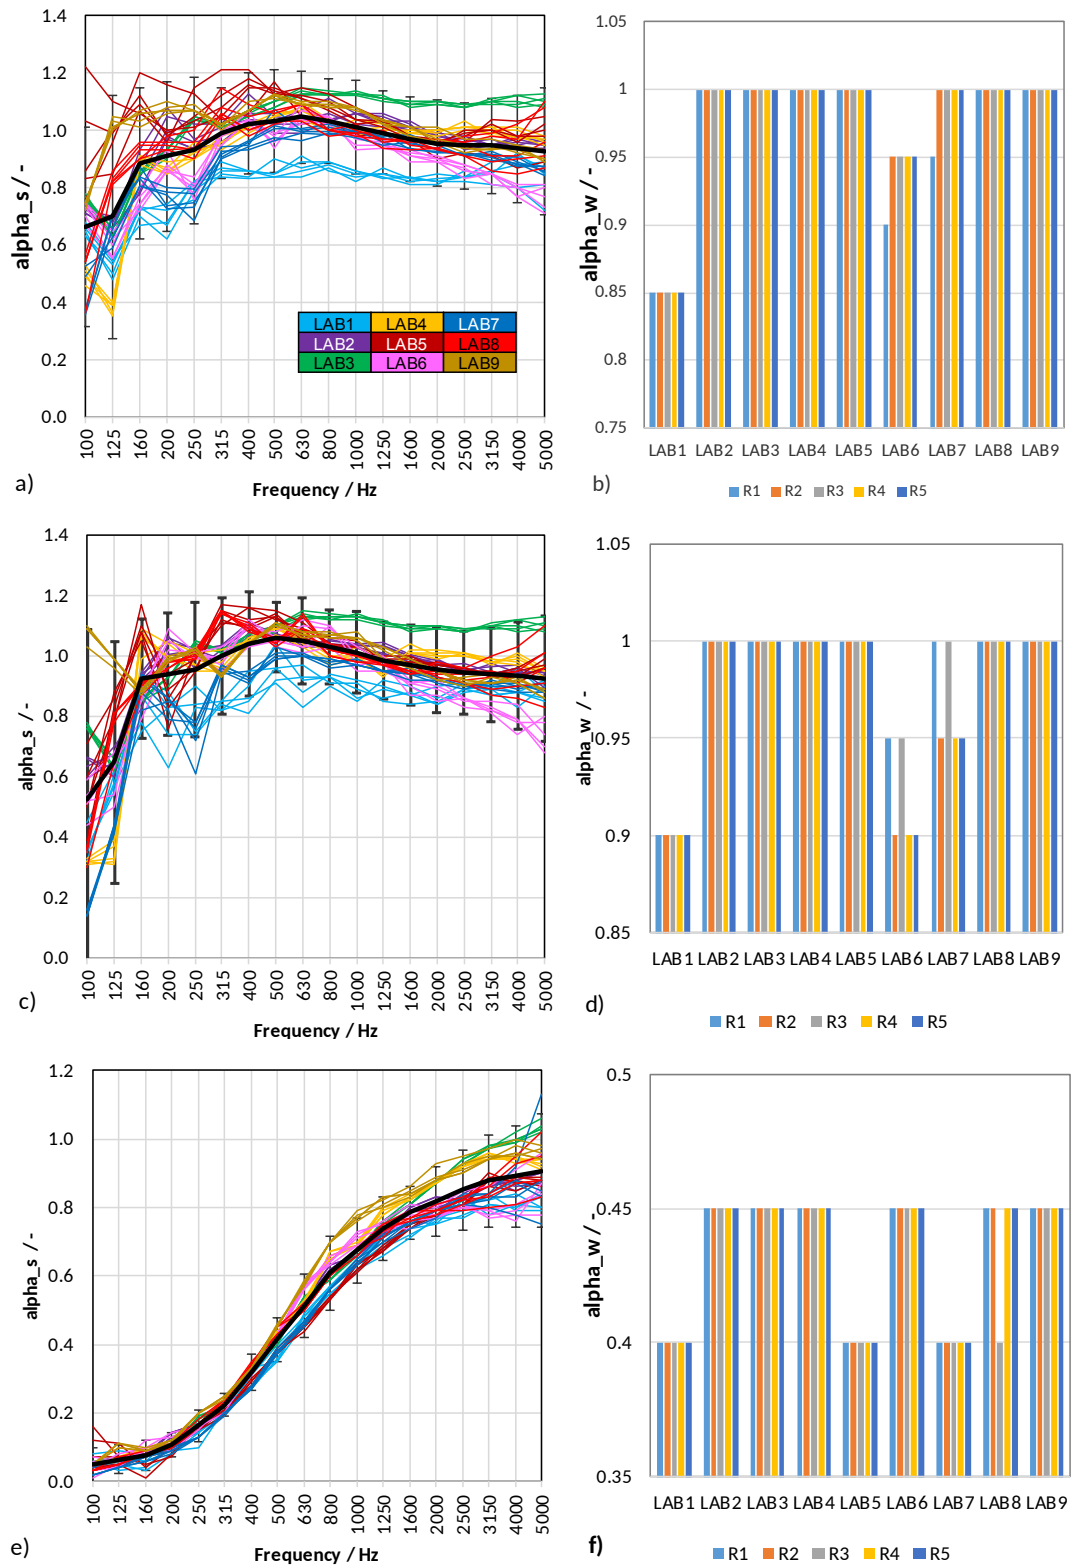 1.4
1.2
1.0
0.8
0.6
0.4
0.2
0.0
alpha_s / -
100 125 160 200 250 315 400 500 630 800 1000 1250 1600 2000 2500 3150 4000 5000
Frequency / Hz
LAB1 LAB4 LAB7
LAB2 LAB5 LAB8
LAB3 LAB6 LAB9
a)
1.05
1
0.95
0.9
0.85
0.8
0.75
alpha_w / -
LAB1 LAB2 LAB3 LAB4 LAB5 LAB6 LAB7 LAB8 LAB9
R1 R2 R3 R4 R5
b)
1.4
1.2
1.0
0.8
0.6
0.4
0.2
0.0
alpha_s / -
100 125 160 200 250 315 400 500 630 800 1000 1250 1600 2000 2500 3150 4000 5000
Frequency / Hz
c)
1.05
1
0.95
0.9
0.85
alpha_w / -
LAB1 LAB2 LAB3 LAB4 LAB5 LAB6 LAB7 LAB8 LAB9
R1 R2 R3 R4 R5
d)
1.2
1.0
0.8
0.6
0.4
0.2
0.0
alpha_s / -
100 125 160 200 250 315 400 500 630 800 1000 1250 1600 2000 2500 3150 4000 5000
Frequency / Hz
e)
0.5
0.45
0.4
0.35
alpha_w / -
LAB1 LAB2 LAB3 LAB4 LAB5 LAB6 LAB7 LAB8 LAB9
R1 R2 R3 R4 R5
f)